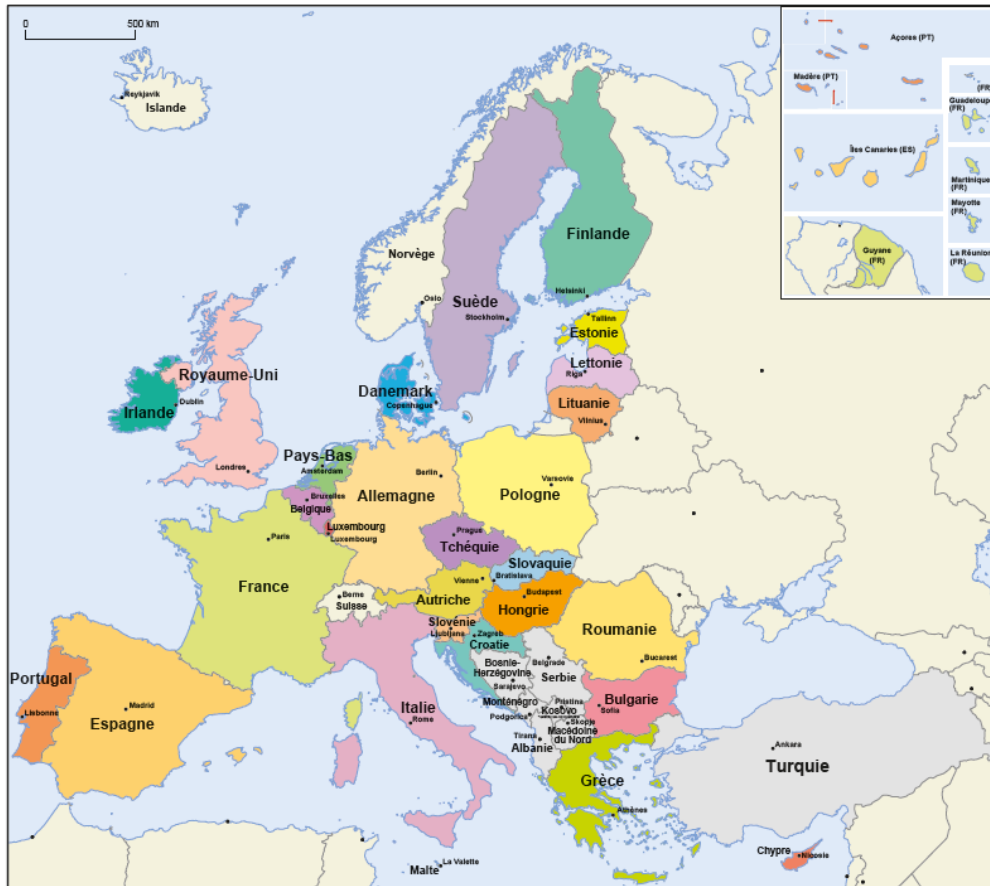 0 500 km
Reykjavik
Islande
Açores (PT)
Madère (PT)
(FR)
Guadeloupe
(FR)
Îles Canaries (ES)
Martinique
(FR)
Mayotte
(FR)
Guyane
(FR)
La Réunion
(FR)
Norvège
Finlande
Oslo
Suède
Stockholm
Helsinki
Tallinn
Estonie
Lettonie
Riga
Royaume-Uni
Irlande
Dublin
Danemark
Copenhague
Lituanie
Vilnius
Londres
Pays-Bas
Amsterdam
Bruxelles
Belgique
Berlin
Allemagne
Varsovie
Pologne
Luxembourg
Luxembourg
Paris
France
Prague
Tchéquie
Slovaquie
Bratislava
Vienne
Autriche
Budapest
Hongrie
Berne
Suisse
Slovénie
Ljubljana
Zagreb
Croatie
Roumanie
Bucarest
Bosnie-
Herzégovine
Sarajevo
Belgrade
Serbie
Monténégro
Podgorica
Pristina
Kosovo
Skopje
Macédoine
du Nord
Bulgarie
Sofia
Tirana
Albanie
Portugal
Lisbonne
Madrid
Espagne
Italie
Rome
Grèce
Athènes
Ankara
Turquie
Malte
La Valette
Chypre
Nicosie